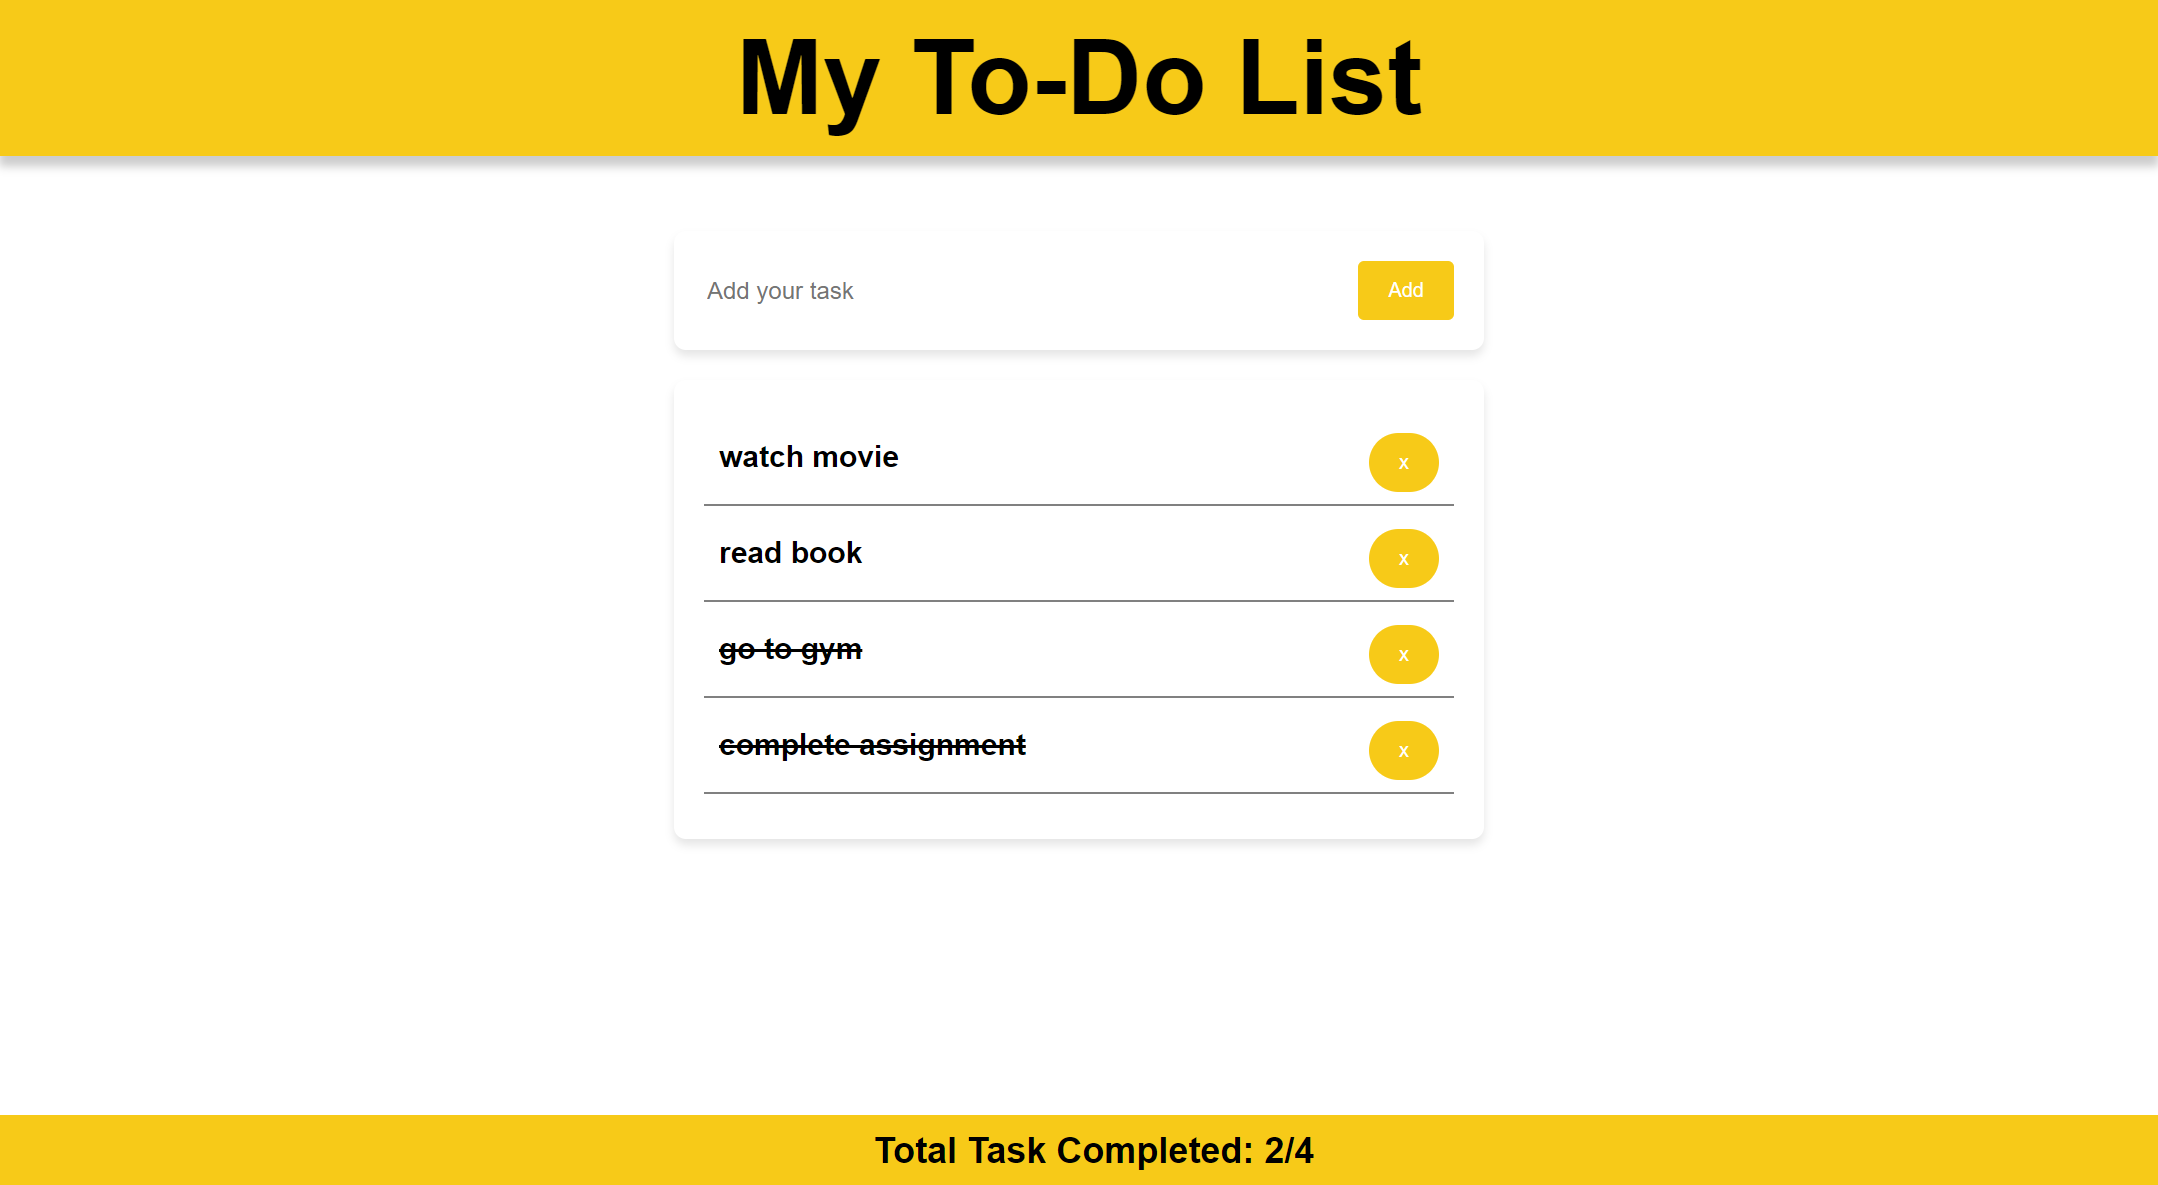 My To-Do List
Add your task
Add
watch movie
x
read book
x
go to gym
x
complete assignment
x
Total Task Completed: 2/4